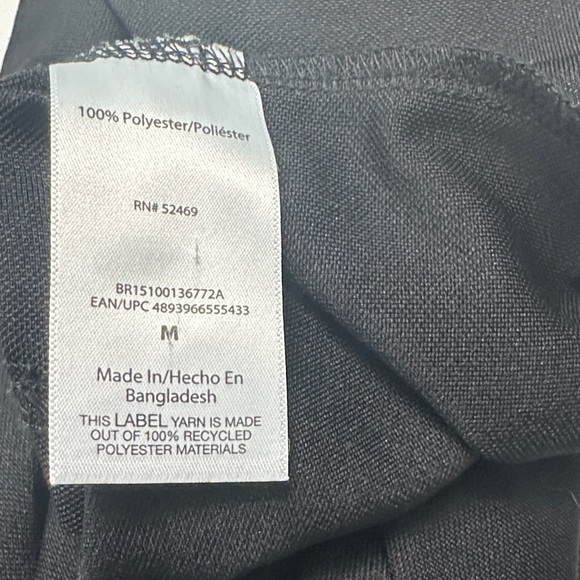 100% Polyester/Poliéster
RN# 52469
BR15100136772A
EAN/UPC 4893966555433
M
Made In/Hecho En
Bangladesh
THIS LABEL YARN IS MADE
OUT OF 100% RECYCLED
POLYESTER MATERIALS